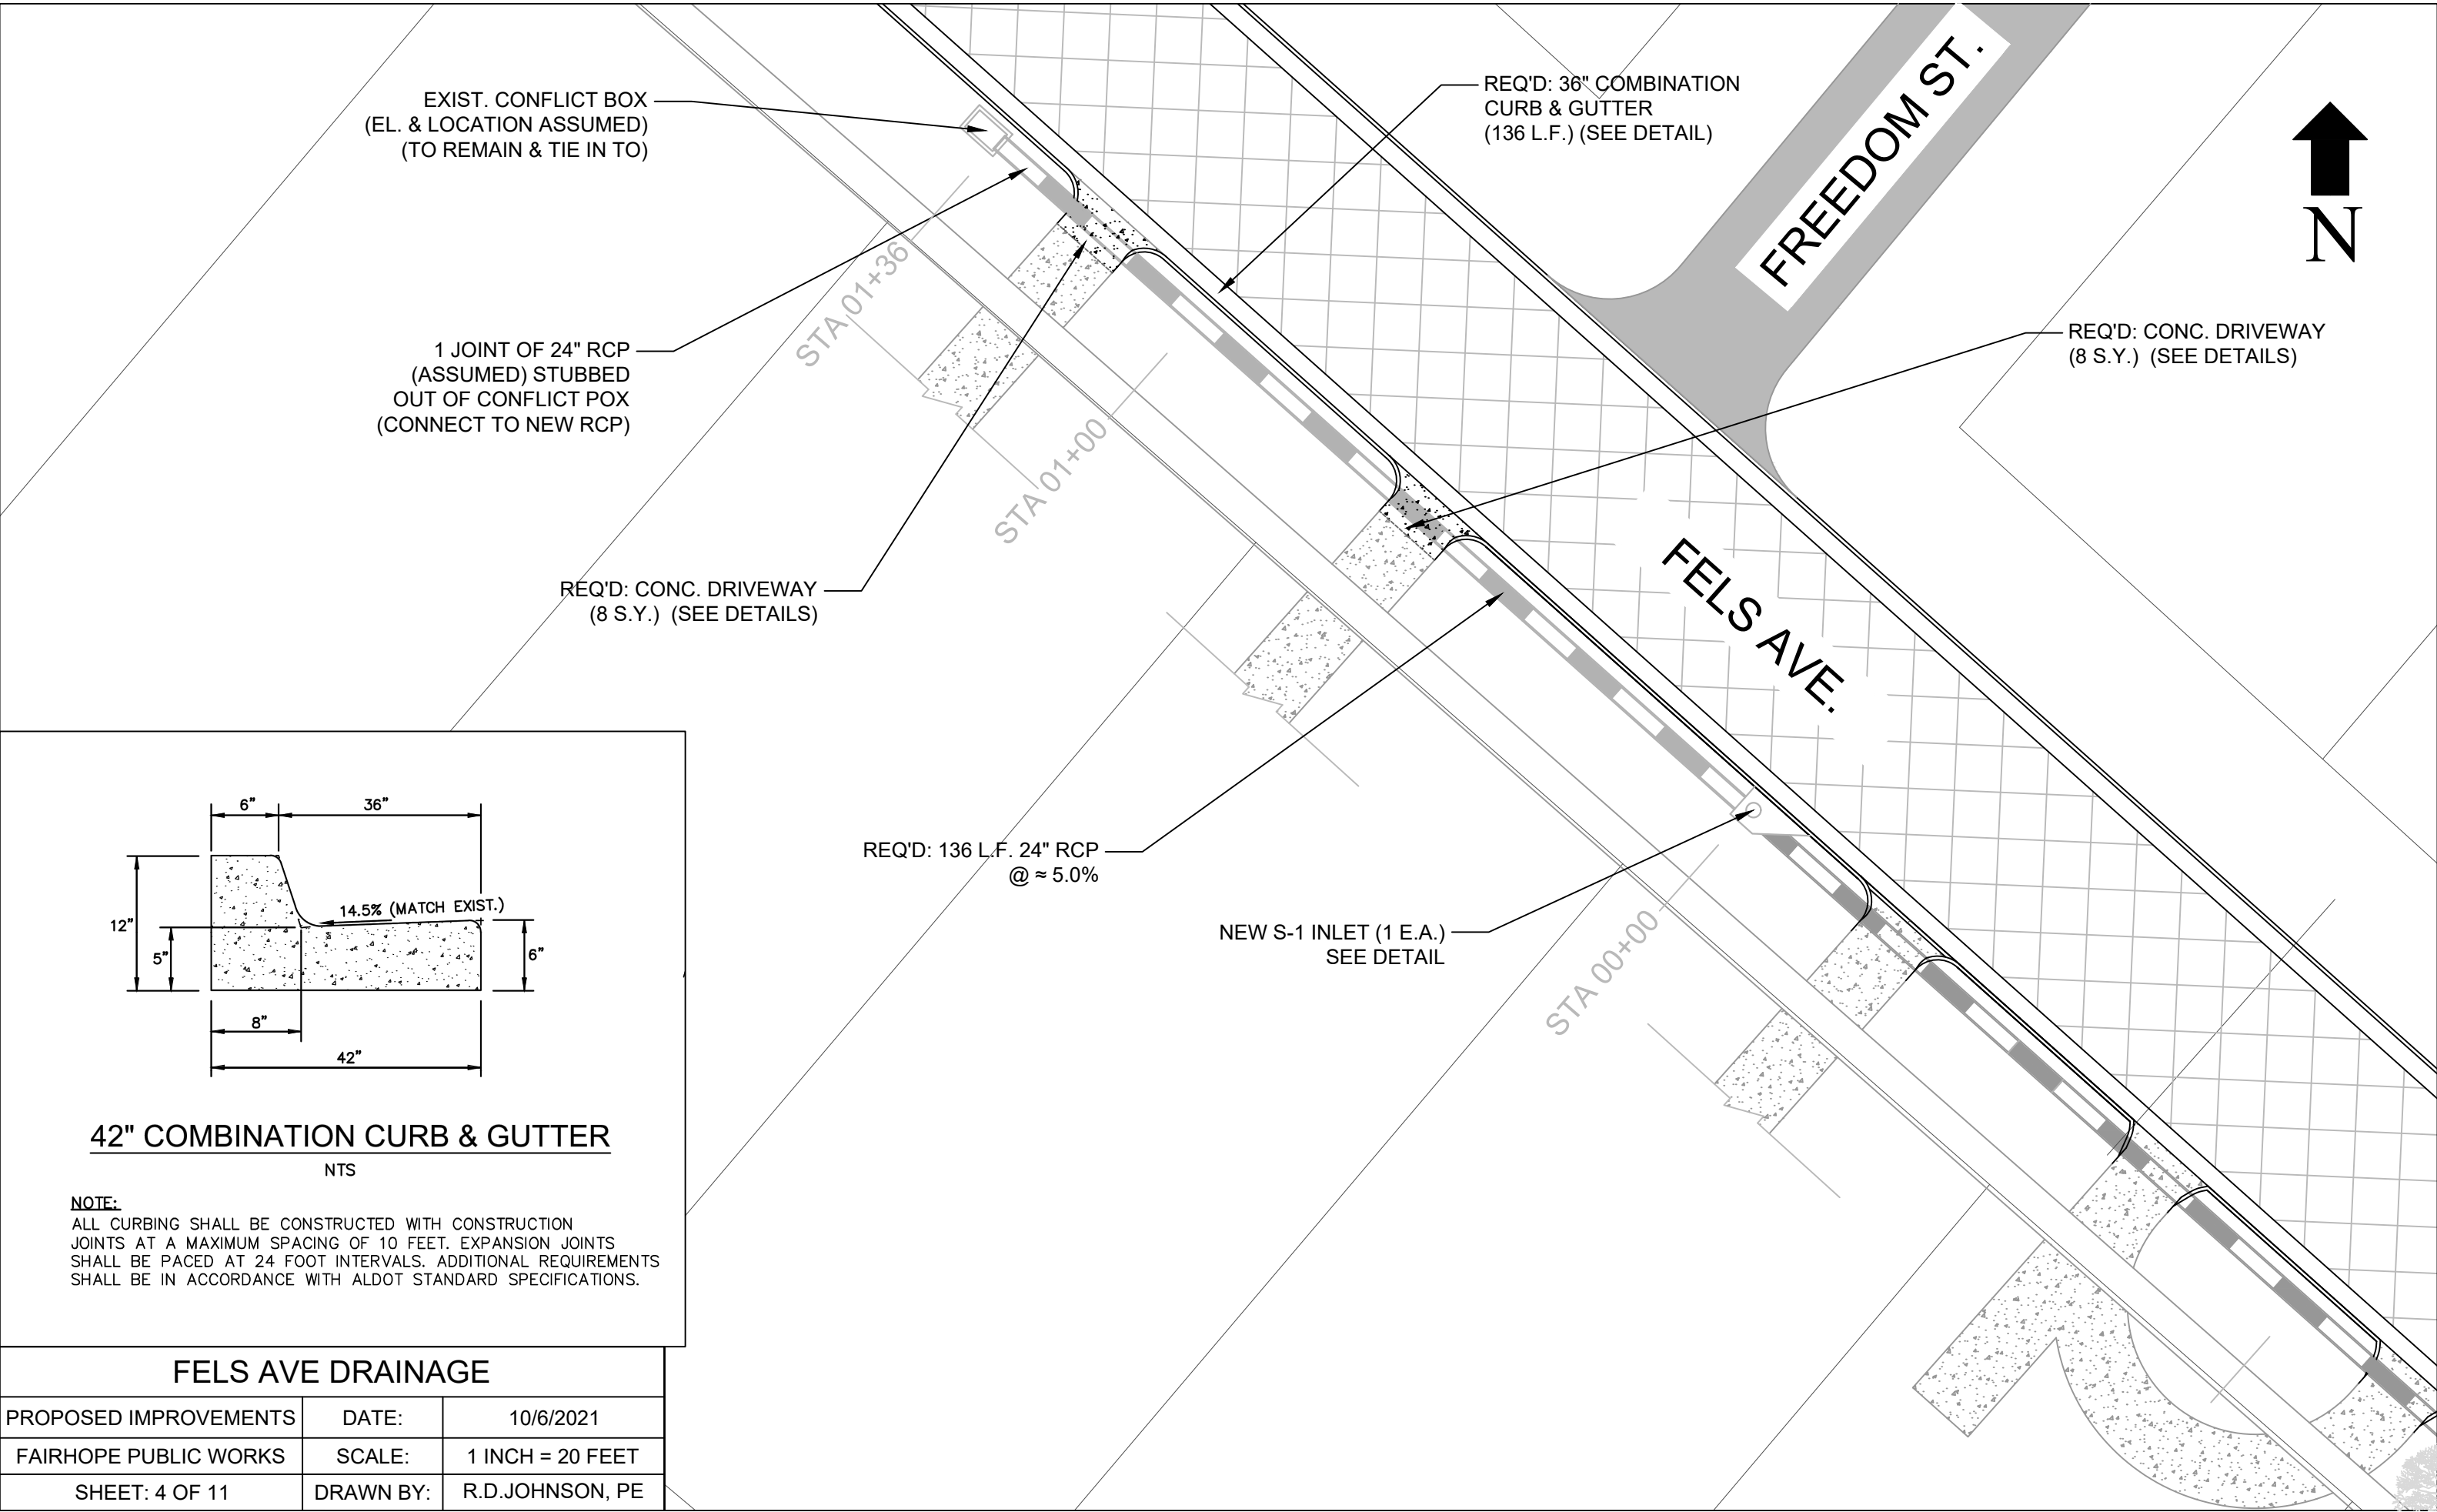 EXIST. CONFLICT BOX
(EL. & LOCATION ASSUMED)
(TO REMAIN & TIE IN TO)
REQ'D: 36" COMBINATION
CURB & GUTTER
(136 L.F.) (SEE DETAIL)
FREEDOM ST.
N
STA 01+36
1 JOINT OF 24" RCP
(ASSUMED) STUBBED
OUT OF CONFLICT POX
(CONNECT TO NEW RCP)
REQ'D: CONC. DRIVEWAY
(8 S.Y.) (SEE DETAILS)
STA 01+00
REQ'D: CONC. DRIVEWAY
(8 S.Y.) (SEE DETAILS)
FELS AVE.
REQ'D: 136 L.F. 24" RCP
@ ≈ 5.0%
NEW S-1 INLET (1 E.A.)
SEE DETAIL
STA 00+00
6"
36"
14.5% (MATCH EXIST.)
12"
5"
6"
8"
42"
42" COMBINATION CURB & GUTTER
NTS
NOTE:
ALL CURBING SHALL BE CONSTRUCTED WITH CONSTRUCTION
JOINTS AT A MAXIMUM SPACING OF 10 FEET. EXPANSION JOINTS
SHALL BE PACED AT 24 FOOT INTERVALS. ADDITIONAL REQUIREMENTS
SHALL BE IN ACCORDANCE WITH ALDOT STANDARD SPECIFICATIONS.
FELS AVE DRAINAGE
PROPOSED IMPROVEMENTS DATE: 10/6/2021
FAIRHOPE PUBLIC WORKS SCALE: 1 INCH = 20 FEET
SHEET: 4 OF 11 DRAWN BY: R.D.JOHNSON, PE